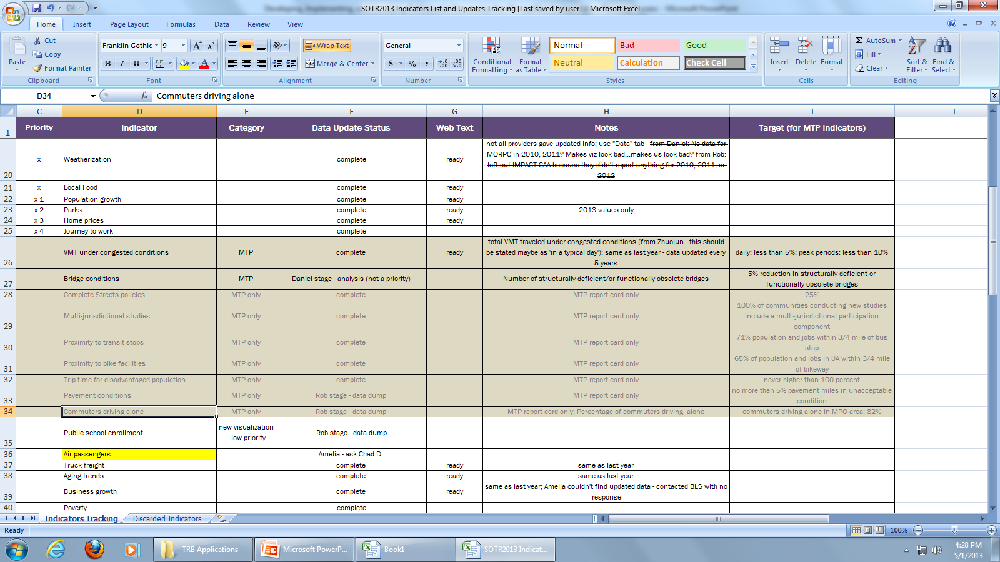 SOTR2013 Indicators List and Updates Tracking [Last saved by user] - Microsoft Excel
Home Insert Page Layout Formulas Data Review View
Paste
Cut
Copy
Format Painter
Clipboard
Franklin Gothic 9
B I U
Font
Wrap Text
Merge & Center
Alignment
General
$ % ,
Number
Conditional Formatting
Format as Table
Normal Bad Good
Neutral Calculation Check Cell
Styles
Insert Delete Format
Cells
AutoSum
Fill
Clear
Sort & Filter
Find & Select
Editing
D34 fx Commuters driving alone
C D E F G H I J
1 Priority Indicator Category Data Update Status Web Text Notes Target (for MTP Indicators)
20 x Weatherization complete ready
not all providers gave updated info; use "Data" tab - from Daniel: No data for
MORPC in 2010, 2011? Makes viz look bad...makes us look bad? from Rob:
left out IMPACT CAA because they didn't report anything for 2010, 2011, or
2012
21 x Local Food complete ready
22 x 1 Population growth complete ready
23 x 2 Parks complete ready 2013 values only
24 x 3 Home prices complete ready
25 x 4 Journey to work complete
26 VMT under congested conditions MTP complete ready
total VMT traveled under congested conditions (from Zhuojun - this should
be stated maybe as 'in a typical day'); same as last year - data updated every
5 years
daily: less than 5%; peak periods: less than 10%
27 Bridge conditions MTP Daniel stage - analysis (not a priority) Number of structurally deficient/or functionally obsolete bridges
5% reduction in structurally deficient or
functionally obsolete bridges
28 Complete Streets policies MTP only complete MTP report card only 25%
29 Multi-jurisdictional studies MTP only complete MTP report card only
100% of communities conducting new studies
include a multi-jurisdictional participation
component
30 Proximity to transit stops MTP only complete MTP report card only
71% population and jobs within 3/4 mile of bus
stop
31 Proximity to bike facilities MTP only complete MTP report card only
65% of population and jobs in UA within 3/4 mile
of bikeway
32 Trip time for disadvantaged population MTP only complete MTP report card only never higher than 100 percent
33 Pavement conditions MTP only Rob stage - data dump MTP report card only
no more than 5% pavement miles in unacceptable
condition
34 Commuters driving alone MTP only Rob stage - data dump MTP report card only; Percentage of commuters driving alone commuters driving alone in MPO area: 82%
35 Public school enrollment
new visualization
- low priority
Rob stage - data dump
36 Air passengers Amelia - ask Chad D.
37 Truck freight complete ready same as last year
38 Aging trends complete ready same as last year
39 Business growth complete ready
same as last year; Amelia couldn't find updated data - contacted BLS with no
response
40 Poverty complete
Indicators Tracking Discarded Indicators
Ready 100%
TRB Applications Microsoft PowerP... Book1 SOTR2013 Indicat...
4:28 PM
5/1/2013